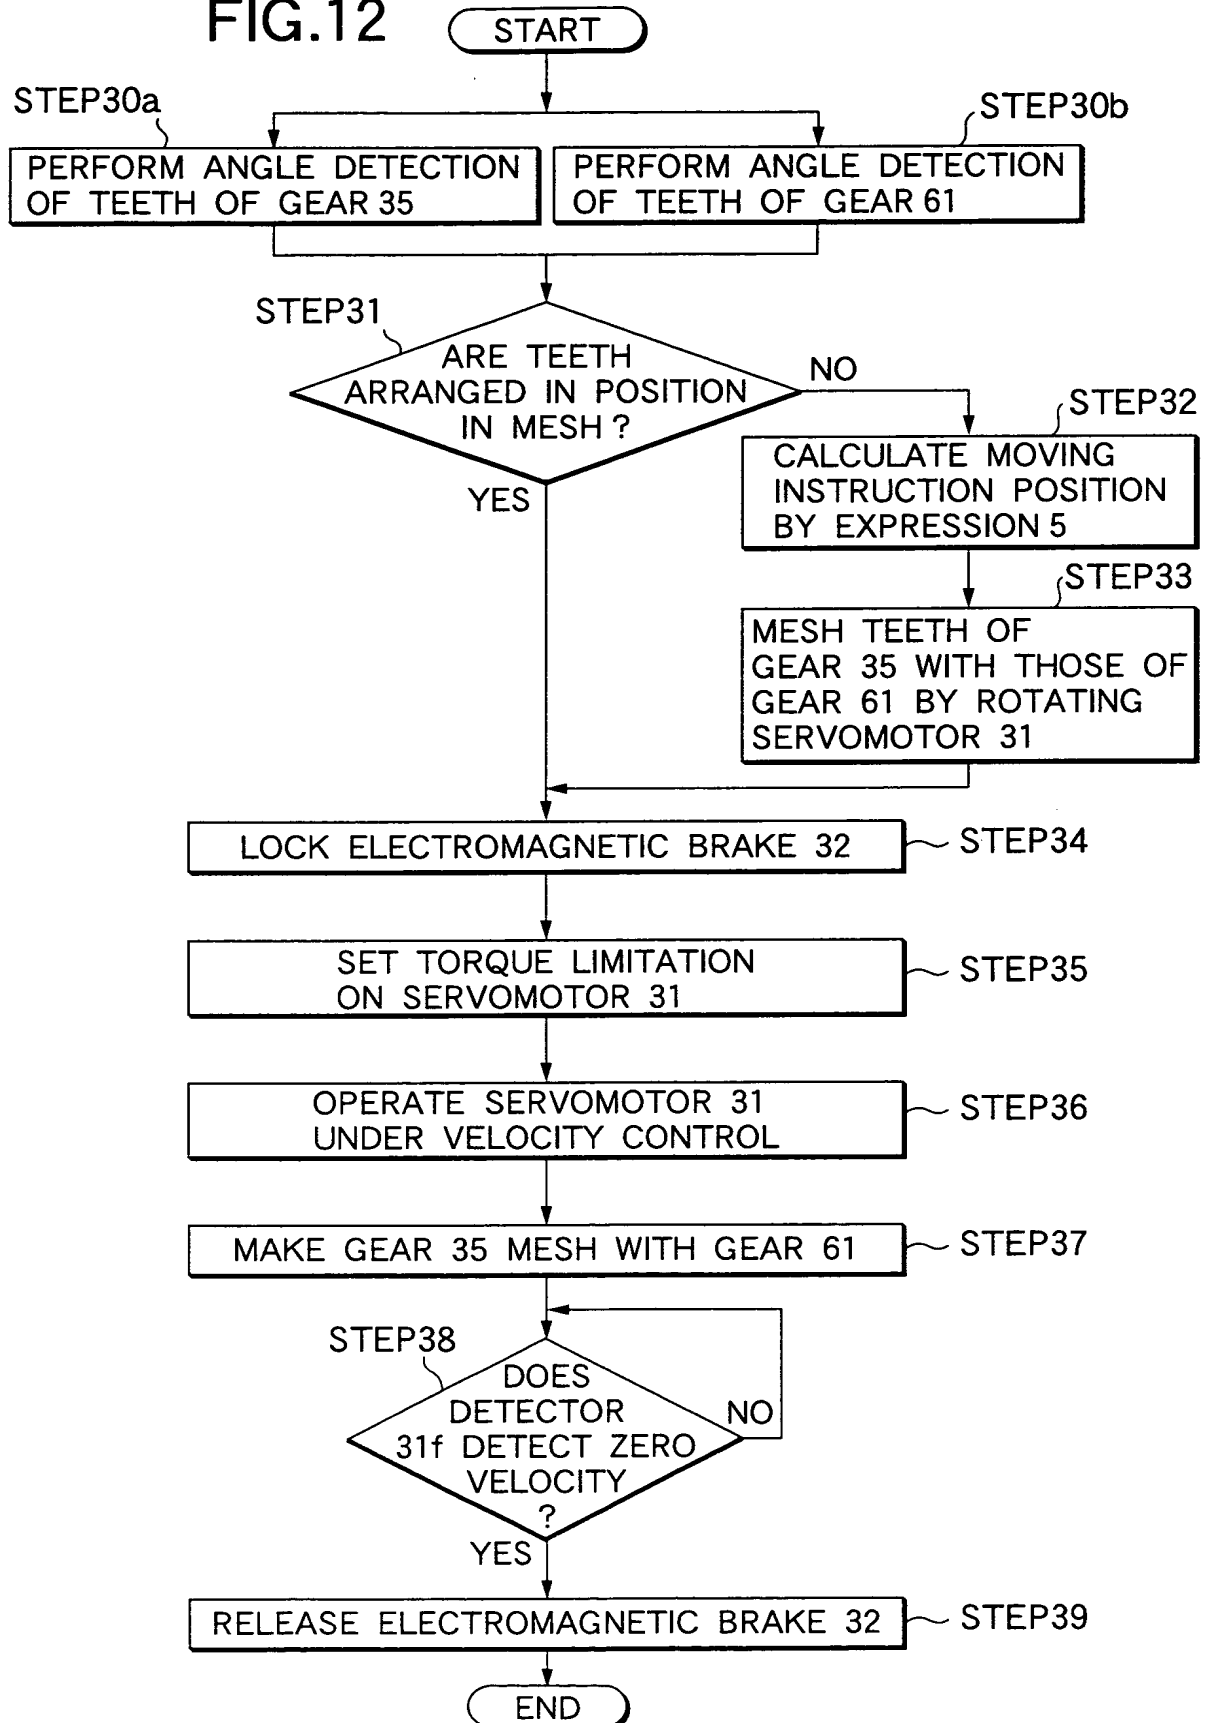 FIG.12
START
STEP30a
STEP30b
PERFORM ANGLE DETECTION
OF TEETH OF GEAR 35
PERFORM ANGLE DETECTION
OF TEETH OF GEAR 61
STEP31
ARE TEETH
ARRANGED IN POSITION
IN MESH ?
NO
YES
STEP32
CALCULATE MOVING
INSTRUCTION POSITION
BY EXPRESSION 5
STEP33
MESH TEETH OF
GEAR 35 WITH THOSE OF
GEAR 61 BY ROTATING
SERVOMOTOR 31
LOCK ELECTROMAGNETIC BRAKE 32
STEP34
SET TORQUE LIMITATION
ON SERVOMOTOR 31
STEP35
OPERATE SERVOMOTOR 31
UNDER VELOCITY CONTROL
STEP36
MAKE GEAR 35 MESH WITH GEAR 61
STEP37
STEP38
DOES
DETECTOR
31f DETECT ZERO
VELOCITY
?
NO
YES
RELEASE ELECTROMAGNETIC BRAKE 32
STEP39
END